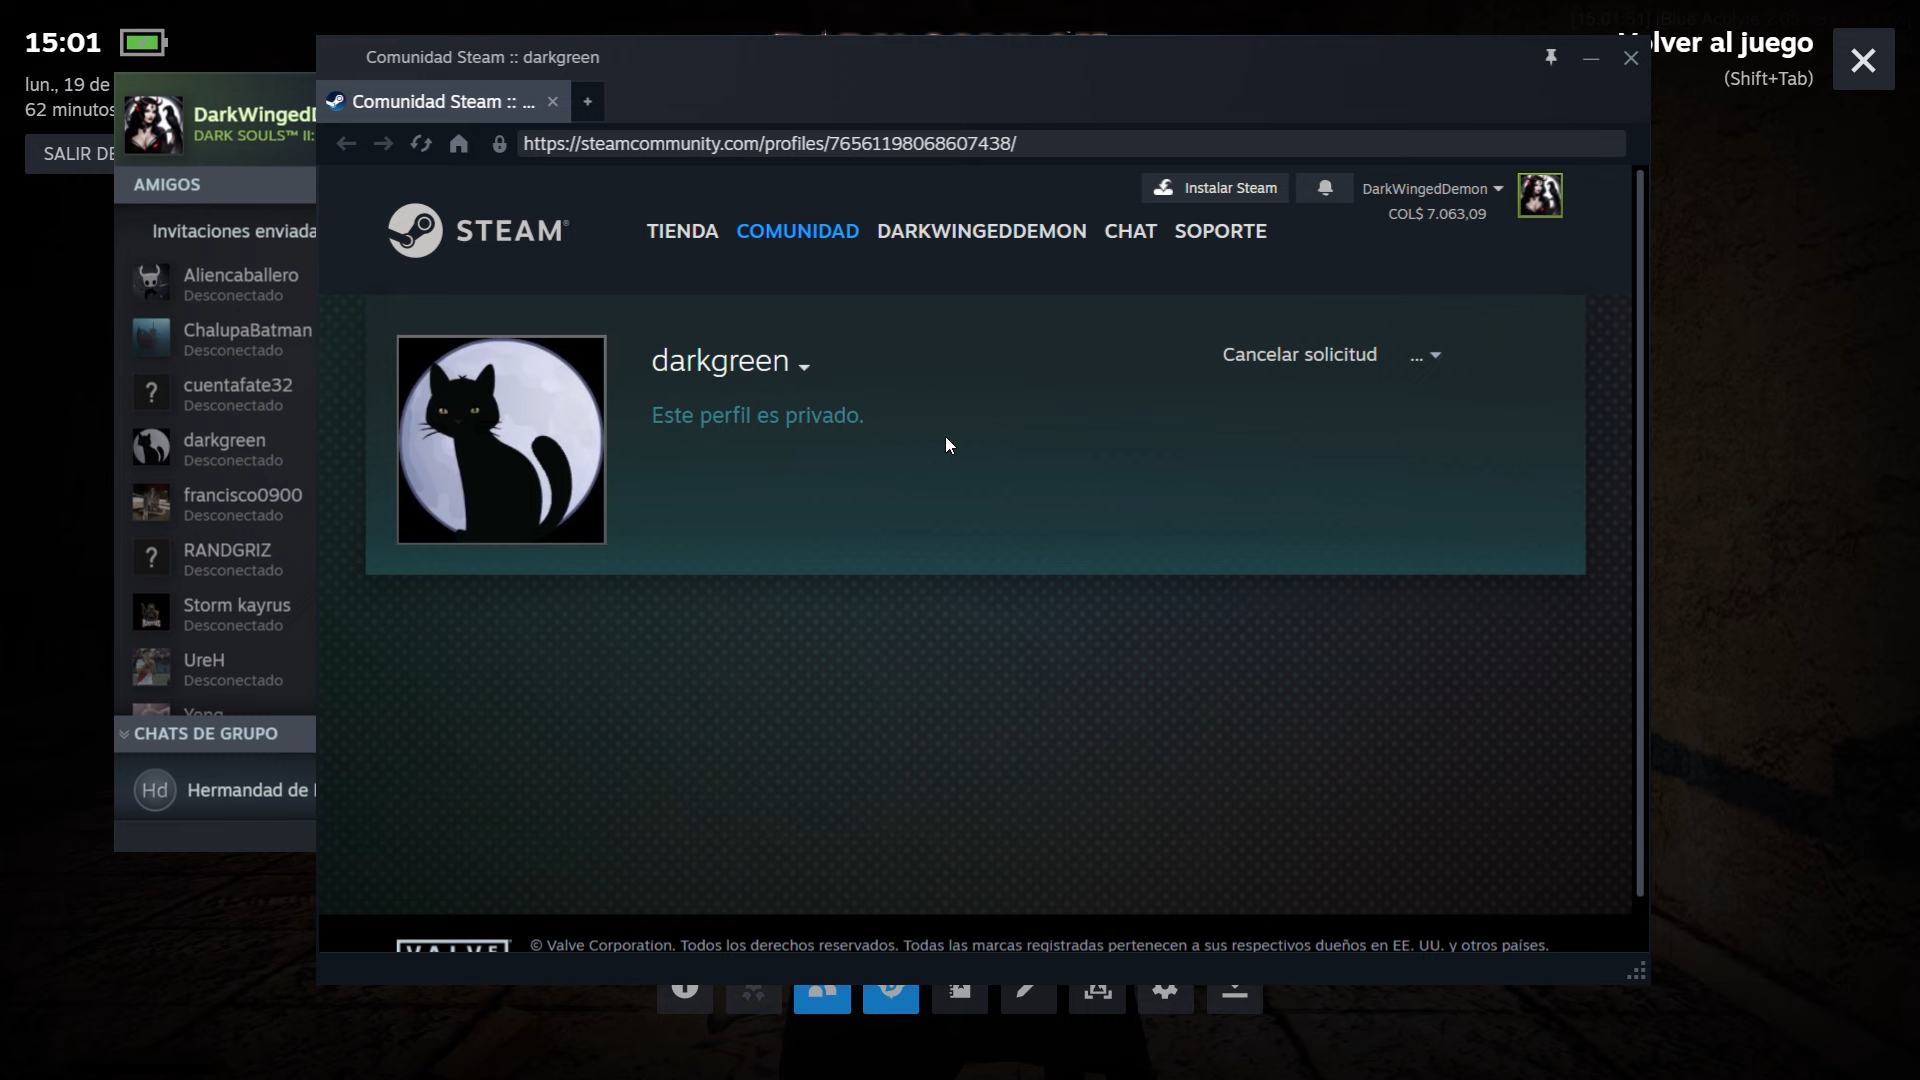 15:01
lun., 19 de
62 minutos
SALIR DE
DarkWingedD
DARK SOULS™ II:
AMIGOS
Invitaciones enviada
Aliencaballero
Desconectado
ChalupaBatman
Desconectado
?
cuentafate32
Desconectado
darkgreen
Desconectado
francisco0900
Desconectado
?
RANDGRIZ
Desconectado
Storm kayrus
Desconectado
UreH
Desconectado
CHATS DE GRUPO
Hd
Hermandad de
Comunidad Steam :: darkgreen
Comunidad Steam :: ...
https://steamcommunity.com/profiles/76561198068607438/
Instalar Steam
DarkWingedDemon
COL$ 7.063,09
STEAM®
TIENDA COMUNIDAD DARKWINGEDDEMON CHAT SOPORTE
darkgreen
Cancelar solicitud ...
Este perfil es privado.
VALVE
© Valve Corporation. Todos los derechos reservados. Todas las marcas registradas pertenecen a sus respectivos dueños en EE. UU. y otros países.
lver al juego
(Shift+Tab)